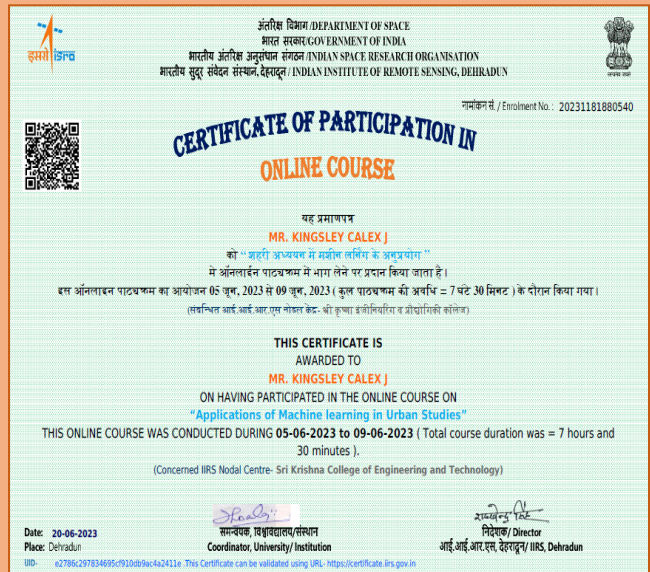 अंतरिक्ष विभाग /DEPARTMENT OF SPACE
भारत सरकार/GOVERNMENT OF INDIA
भारतीय अंतरिक्ष अनुसंधान संगठन /INDIAN SPACE RESEARCH ORGANISATION
भारतीय सुदूर संवेदन संस्थान, देहरादून / INDIAN INSTITUTE OF REMOTE SENSING, DEHRADUN
इसरो isro
नामांकन सं. / Enrolment No. : 20231181880540
CERTIFICATE OF PARTICIPATION IN
ONLINE COURSE
यह प्रमाणपत्र
MR. KINGSLEY CALEX J
को “शहरी अध्ययन में मशीन लर्निंग के अनुप्रयोग ”
मे ऑनलाईन पाठ्यक्रम में भाग लेने पर प्रदान किया जाता है।
इस ऑनलाइन पाठ्यक्रम का आयोजन 05 जून, 2023 से 09 जून, 2023 ( कुल पाठ्यक्रम की अवधि = 7 घंटे 30 मिनट ) के दौरान किया गया।
(संबन्धित आई.आई.आर.एस नोडल केंद्र- श्री कृष्णा इंजीनियरिंग व प्रौद्योगिकी कॉलेज)
THIS CERTIFICATE IS
AWARDED TO
MR. KINGSLEY CALEX J
ON HAVING PARTICIPATED IN THE ONLINE COURSE ON
“Applications of Machine learning in Urban Studies”
THIS ONLINE COURSE WAS CONDUCTED DURING 05-06-2023 to 09-06-2023 ( Total course duration was = 7 hours and
30 minutes ).
(Concerned IIRS Nodal Centre- Sri Krishna College of Engineering and Technology)
Date: 20-06-2023
समन्वयक, विश्वविद्यालय/संस्थान
निदेशक/ Director
Place: Dehradun
Coordinator, University/ Institution
आई.आई.आर.एस, देहरादून/ IIRS, Dehradun
UID- e2786c297834695cf910db9ac4a2411e .This Certificate can be validated using URL- https://certificate.iirs.gov.in